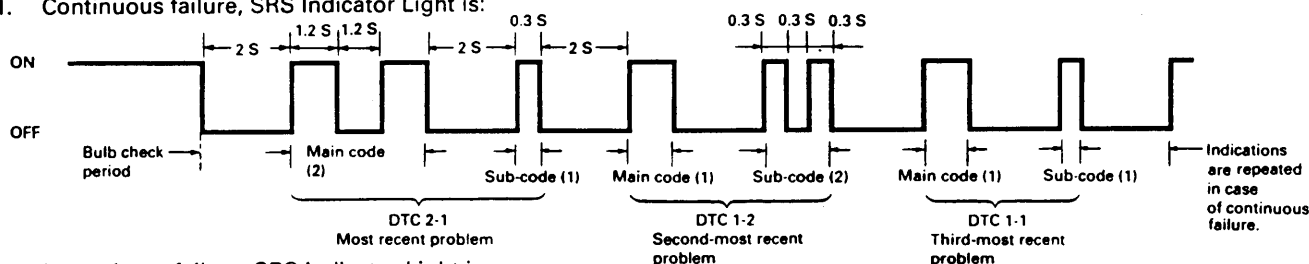 1. Continuous failure, SRS Indicator Light is:
0.3 S 0.3 S 0.3 S 0.3 S
1.2 S 1.2 S
2 S 2 S 2 S
ON
OFF
Bulb check period
Main code (2)
Sub-code (1)
Main code (1)
Sub-code (2)
Main code (1)
Sub-code (1)
Indications are repeated in case of continuous failure.
DTC 2-1
Most recent problem
DTC 1-2
Second-most recent problem
DTC 1-1
Third-most recent problem